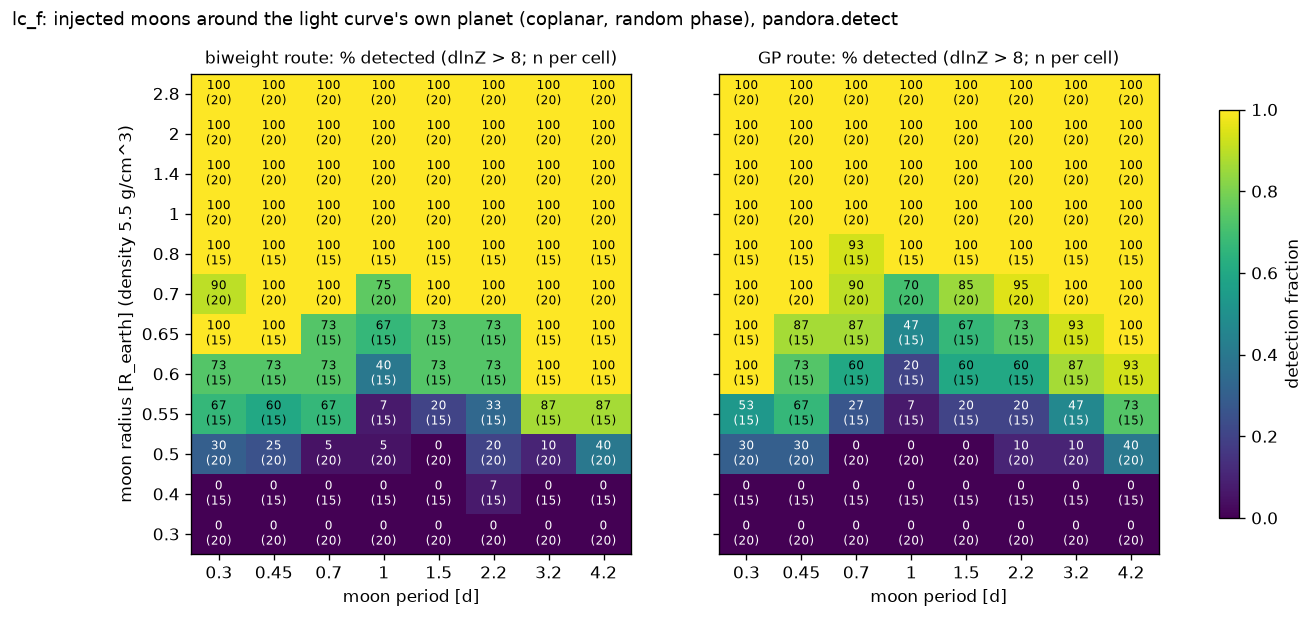 lc_f: injected moons around the light curve's own planet (coplanar, random phase), pandora.detect
biweight route: % detected (dlnZ > 8; n per cell)
GP route: % detected (dlnZ > 8; n per cell)
moon radius [R_earth] (density 5.5 g/cm^3)
2.8
100 100 100 100 100 100 100 100
(20) (20) (20) (20) (20) (20) (20) (20)
100 100 100 100 100 100 100 100
(20) (20) (20) (20) (20) (20) (20) (20)
2
100 100 100 100 100 100 100 100
(20) (20) (20) (20) (20) (20) (20) (20)
100 100 100 100 100 100 100 100
(20) (20) (20) (20) (20) (20) (20) (20)
1.4
100 100 100 100 100 100 100 100
(20) (20) (20) (20) (20) (20) (20) (20)
100 100 100 100 100 100 100 100
(20) (20) (20) (20) (20) (20) (20) (20)
1
100 100 100 100 100 100 100 100
(20) (20) (20) (20) (20) (20) (20) (20)
100 100 100 100 100 100 100 100
(20) (20) (20) (20) (20) (20) (20) (20)
0.8
100 100 100 100 100 100 100 100
(15) (15) (15) (15) (15) (15) (15) (15)
100 100 93 100 100 100 100 100
(15) (15) (15) (15) (15) (15) (15) (15)
0.7
90 100 100 75 100 100 100 100
(20) (20) (20) (20) (20) (20) (20) (20)
100 100 90 70 85 95 100 100
(20) (20) (20) (20) (20) (20) (20) (20)
0.65
100 100 73 67 73 73 100 100
(15) (15) (15) (15) (15) (15) (15) (15)
100 87 87 47 67 73 93 100
(15) (15) (15) (15) (15) (15) (15) (15)
0.6
73 73 73 40 73 73 100 100
(15) (15) (15) (15) (15) (15) (15) (15)
100 73 60 20 60 60 87 93
(15) (15) (15) (15) (15) (15) (15) (15)
0.55
67 60 67 7 20 33 87 87
(15) (15) (15) (15) (15) (15) (15) (15)
53 67 27 7 20 20 47 73
(15) (15) (15) (15) (15) (15) (15) (15)
0.5
30 25 5 5 0 20 10 40
(20) (20) (20) (20) (20) (20) (20) (20)
30 30 0 0 0 10 10 40
(20) (20) (20) (20) (20) (20) (20) (20)
0.4
0 0 0 0 0 7 0 0
(15) (15) (15) (15) (15) (15) (15) (15)
0 0 0 0 0 0 0 0
(15) (15) (15) (15) (15) (15) (15) (15)
0.3
0 0 0 0 0 0 0 0
(20) (20) (20) (20) (20) (20) (20) (20)
0 0 0 0 0 0 0 0
(20) (20) (20) (20) (20) (20) (20) (20)
0.3 0.45 0.7 1 1.5 2.2 3.2 4.2
moon period [d]
0.3 0.45 0.7 1 1.5 2.2 3.2 4.2
moon period [d]
1.0
0.8
0.6
0.4
0.2
0.0
detection fraction